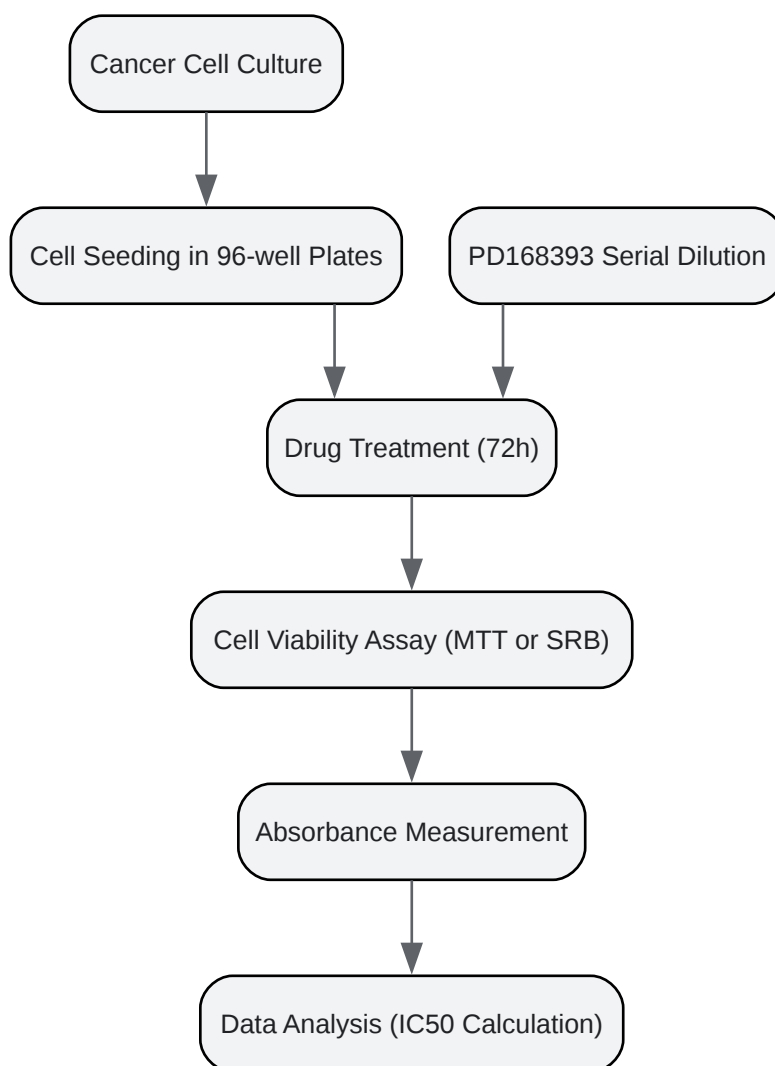 Cancer Cell Culture
Cell Seeding in 96-well Plates
PD168393 Serial Dilution
Drug Treatment (72h)
Cell Viability Assay (MTT or SRB)
Absorbance Measurement
Data Analysis (IC50 Calculation)